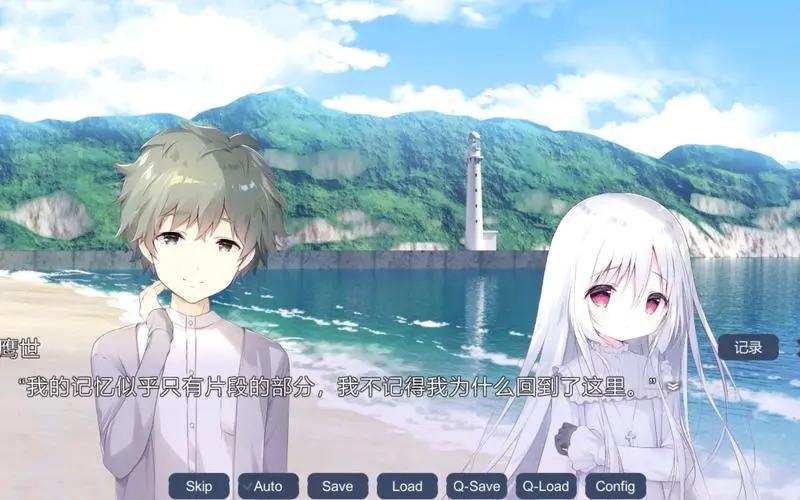 鹰世
记录
“我的记忆似乎只有片段的部分，我不记得我为什么回到了这里。”
Skip
Auto
Save
Load
Q-Save
Q-Load
Config